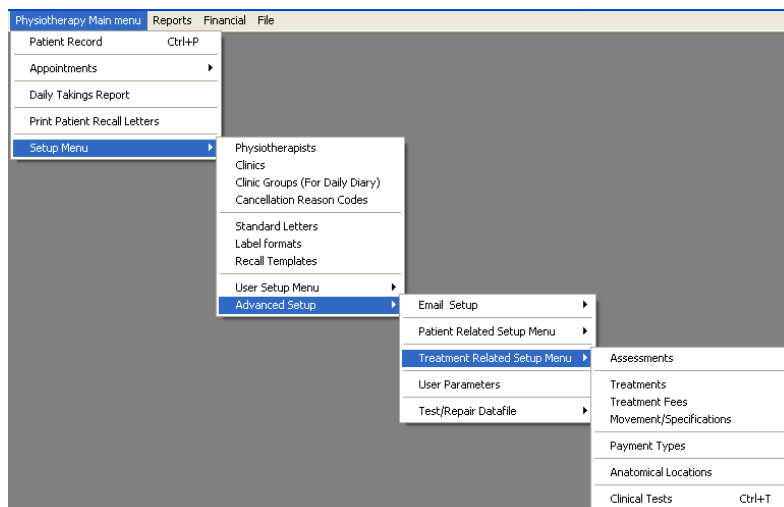 Physiotherapy Main menu Reports Financial File
Patient Record Ctrl+P
Appointments
Daily Takings Report
Print Patient Recall Letters
Setup Menu
Physiotherapists
Clinics
Clinic Groups (For Daily Diary)
Cancellation Reason Codes
Standard Letters
Label formats
Recall Templates
User Setup Menu
Advanced Setup
Email Setup
Patient Related Setup Menu
Treatment Related Setup Menu
User Parameters
Test/Repair Datafile
Assessments
Treatments
Treatment Fees
Movement/Specifications
Payment Types
Anatomical Locations
Clinical Tests Ctrl+T